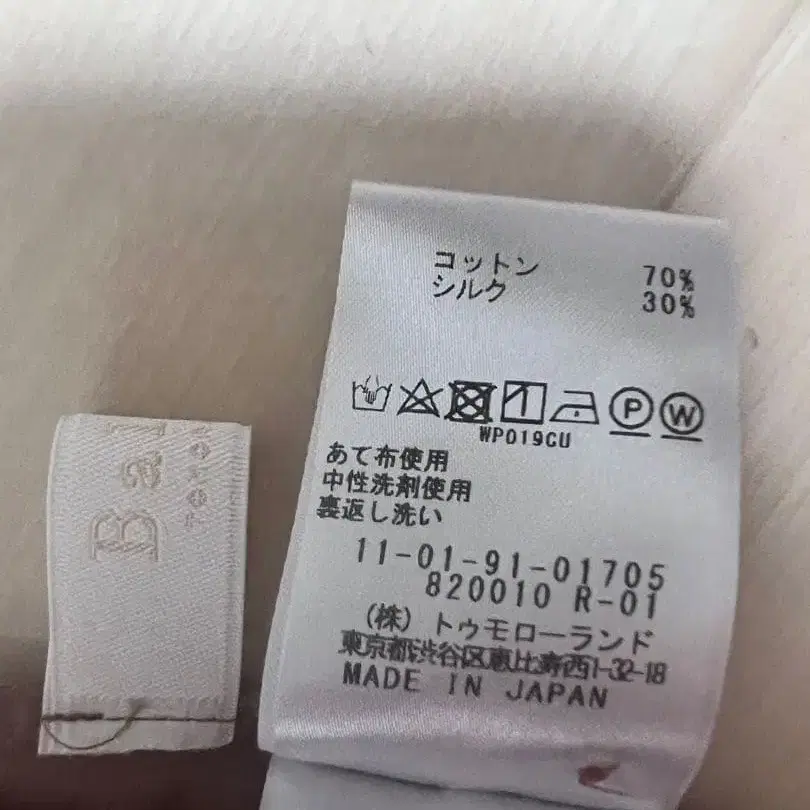 コットン 70%
シルク 30%
P W
WP019CU
あて布使用
中性洗剤使用
裏返し洗い
11-01-91-01705
820010 R-01
(株) トゥモローランド
東京都渋谷区恵比寿西1-32-18
MADE IN JAPAN
Bal